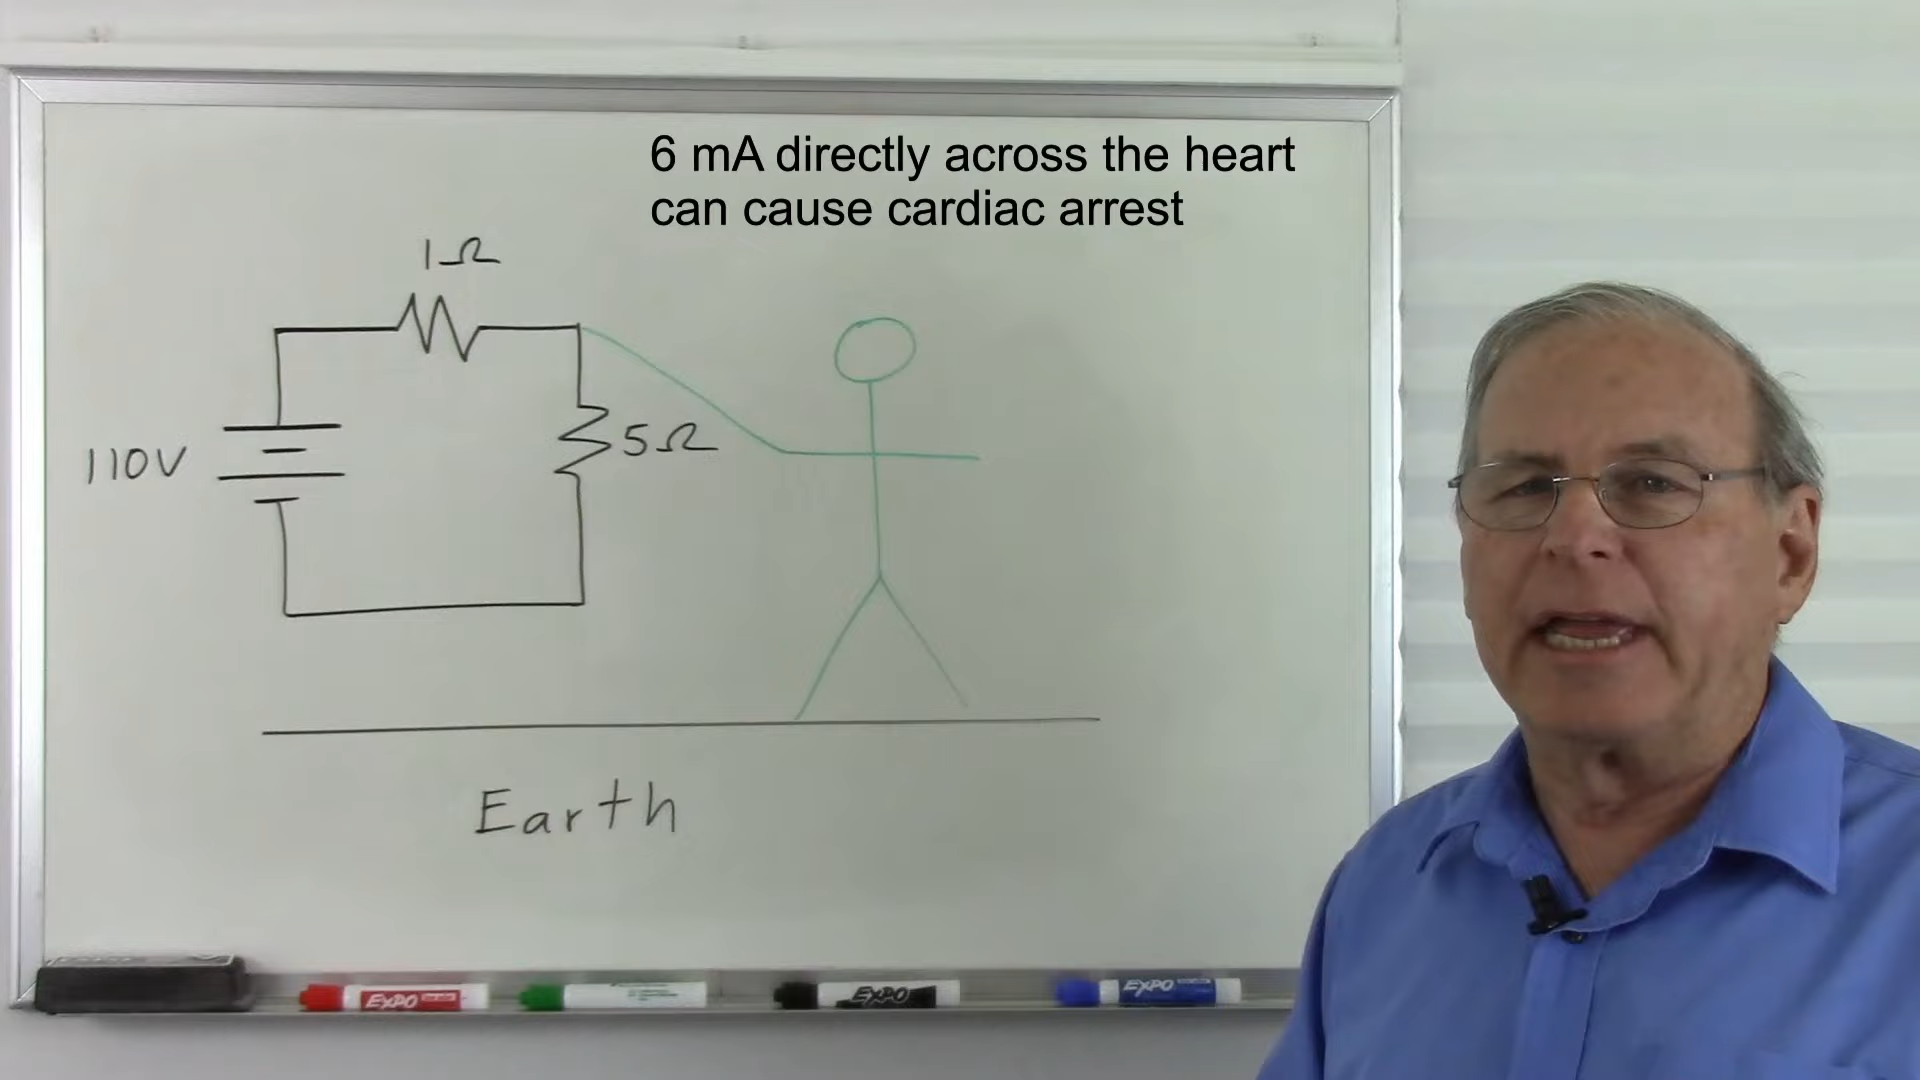 6 mA directly across the heart
can cause cardiac arrest
1Ω
110V
5Ω
Earth
EXPO
EXPO
EXPO